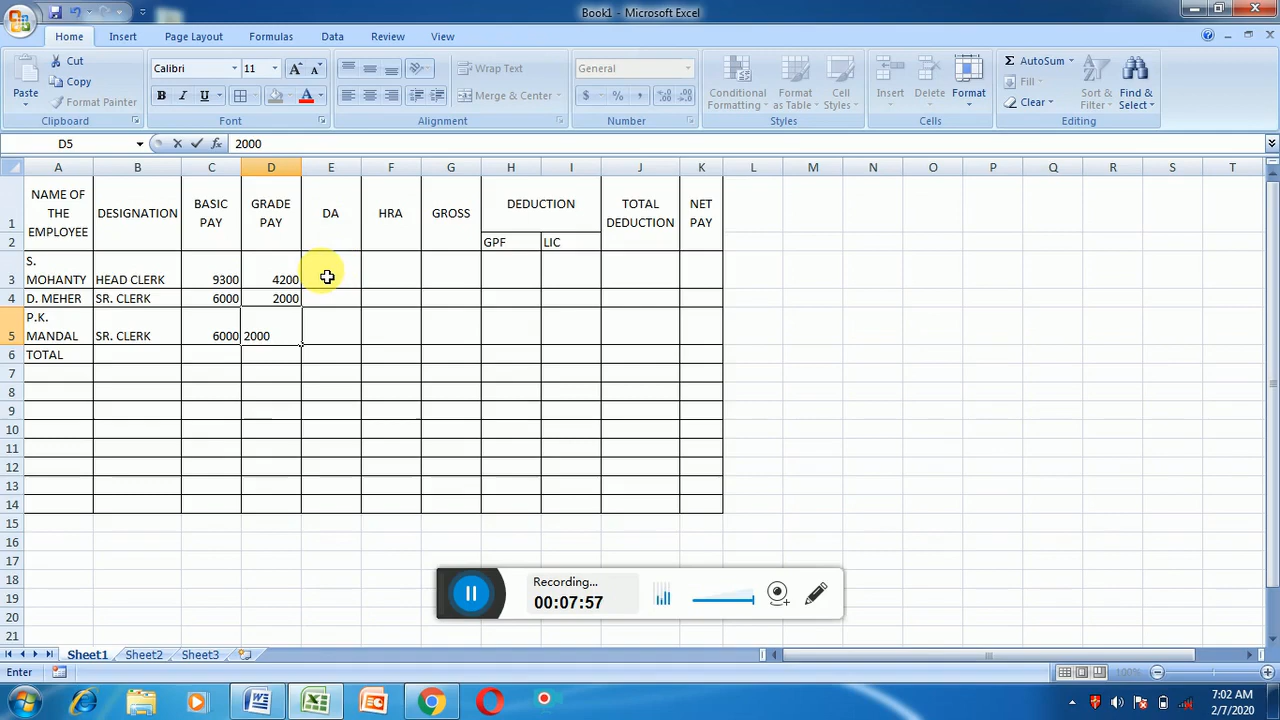 Book1 - Microsoft Excel
Home Insert Page Layout Formulas Data Review View
Paste
Cut
Copy
Format Painter
Clipboard
Calibri 11
B I U
Font
Wrap Text
Merge & Center
Alignment
General
$ % ,
Number
Conditional Formatting
Format as Table
Cell Styles
Styles
Insert Delete Format
Cells
AutoSum
Fill
Clear
Sort & Filter
Find & Select
Editing
D5 2000
A B C D E F G H I J K L M N O P Q R S T
1 NAME OF THE EMPLOYEE DESIGNATION BASIC PAY GRADE PAY DA HRA GROSS DEDUCTION TOTAL DEDUCTION NET PAY
2 GPF LIC
3 S. MOHANTY HEAD CLERK 9300 4200
4 D. MEHER SR. CLERK 6000 2000
5 P.K. MANDAL SR. CLERK 6000 2000
6 TOTAL
7
8
9
10
11
12
13
14
15
16
17
18
19
20
21
Recording...
00:07:57
Sheet1 Sheet2 Sheet3
Enter
100%
7:02 AM
2/7/2020